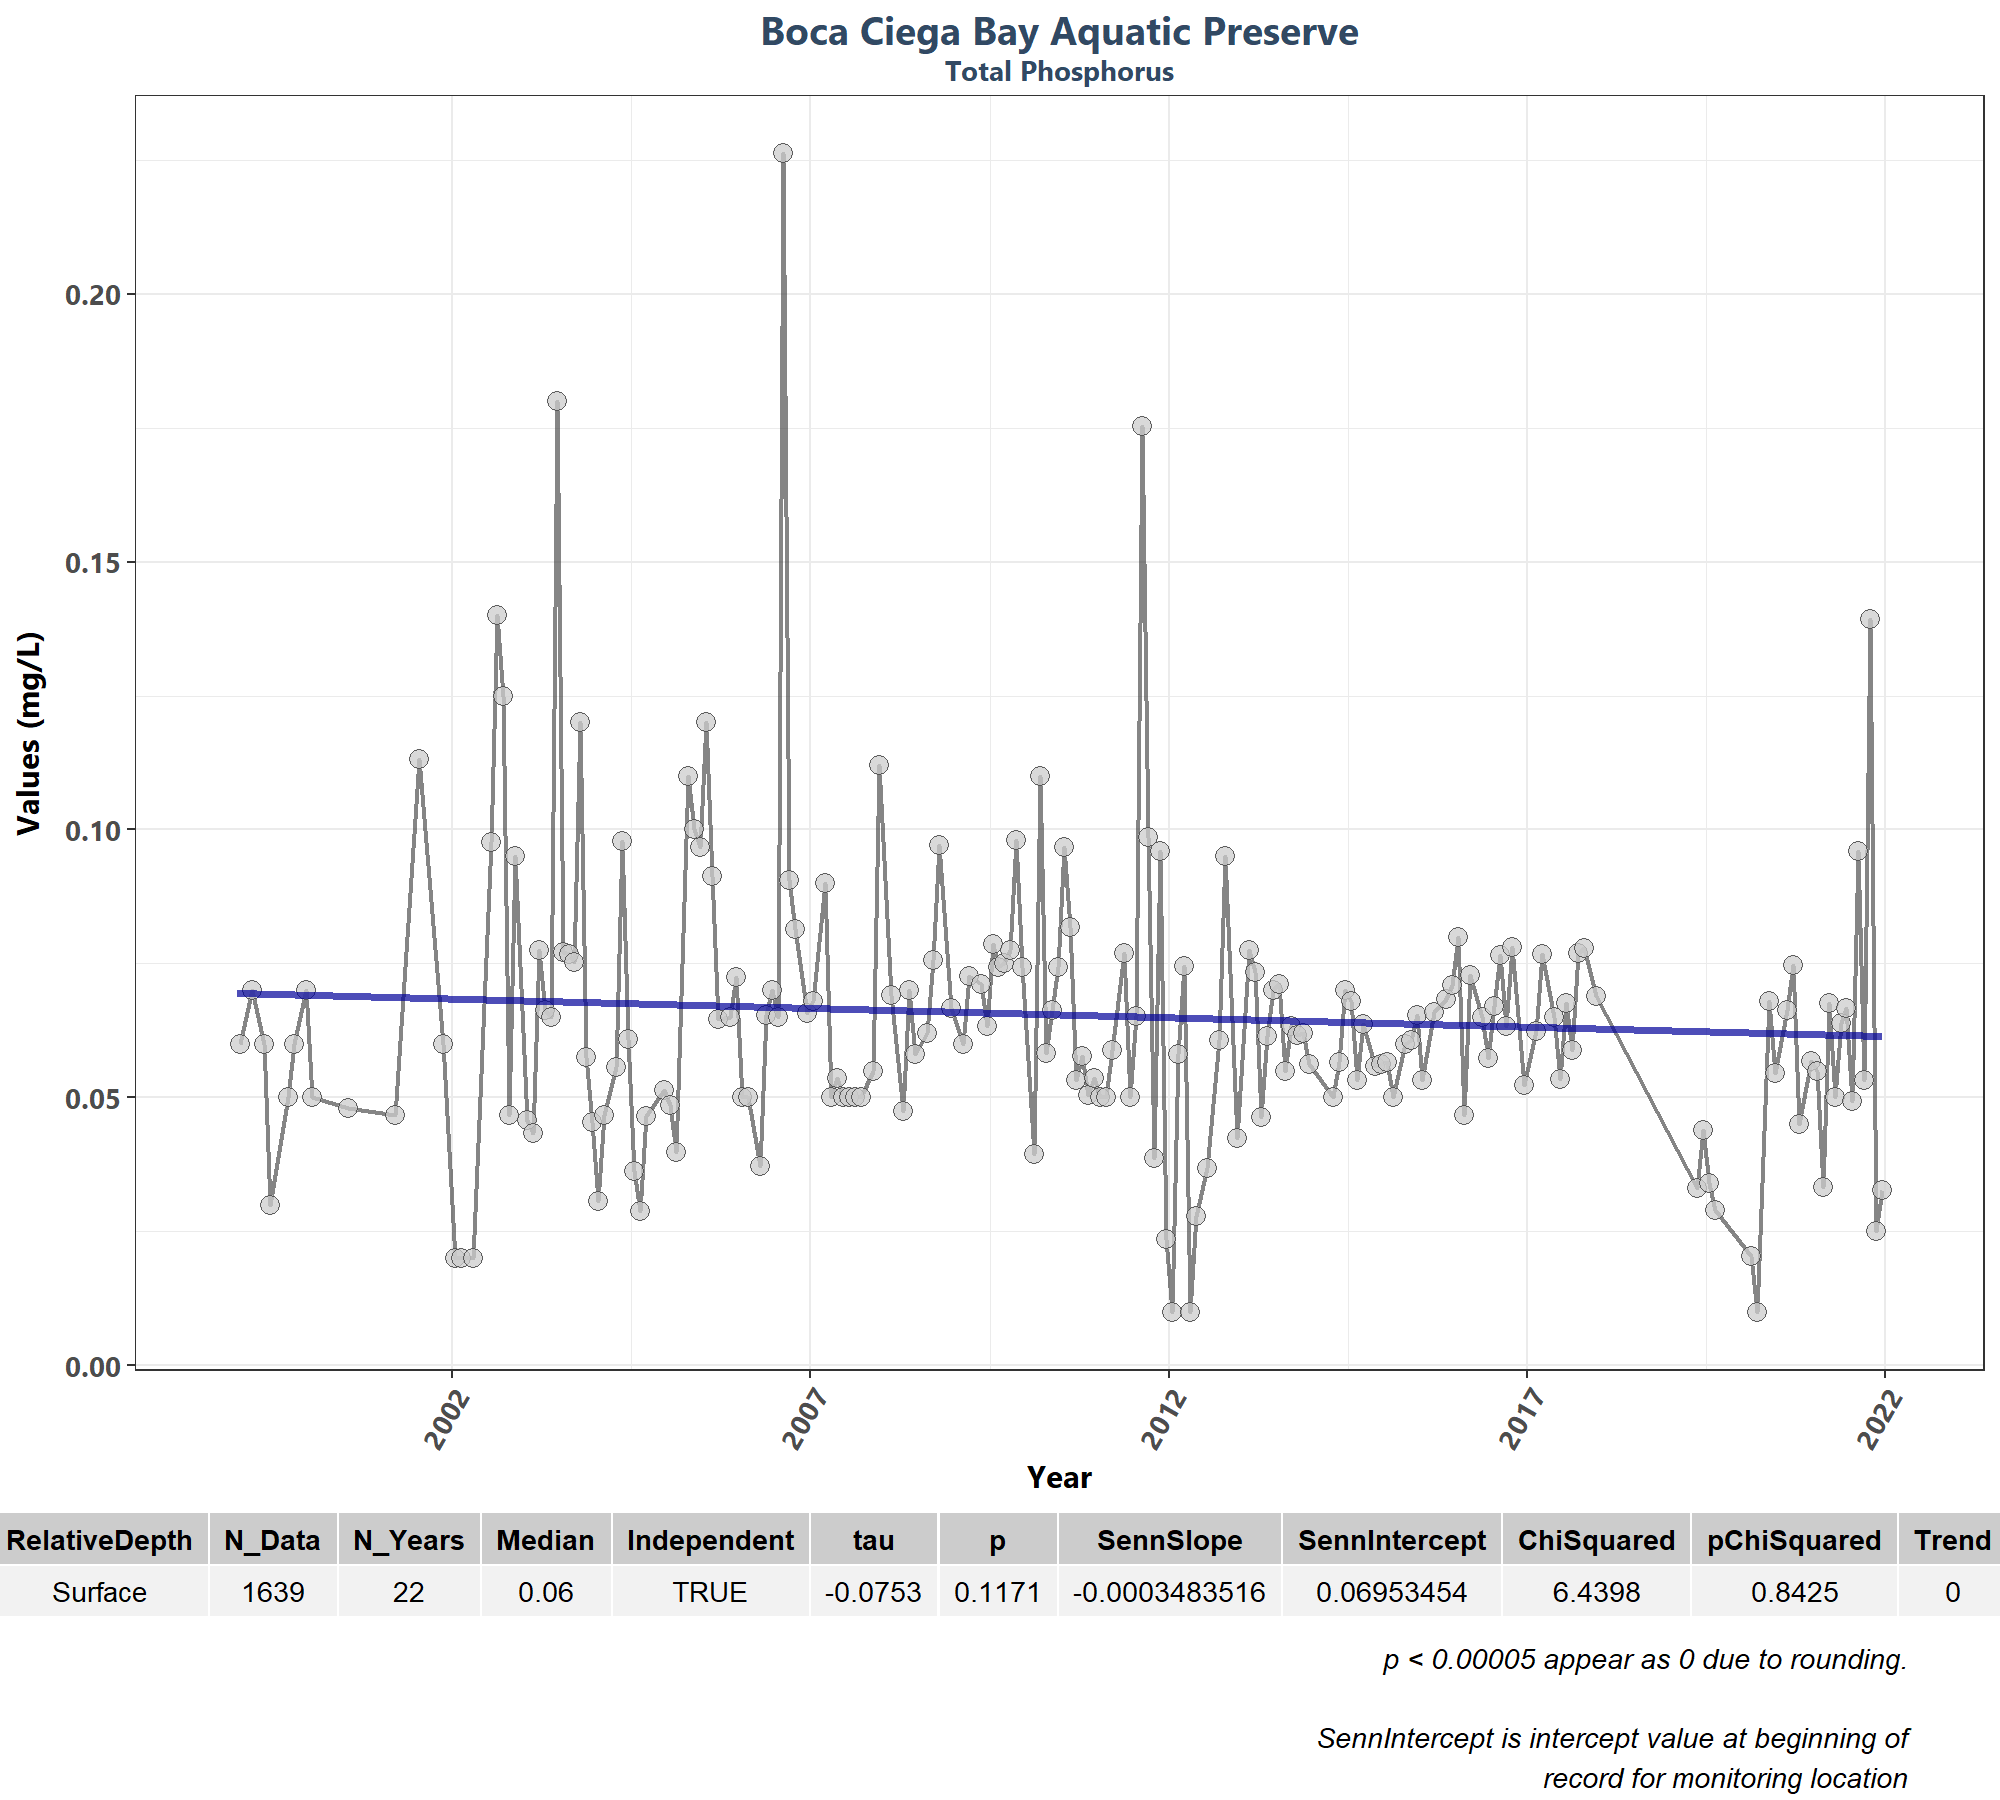 Boca Ciega Bay Aquatic Preserve
Total Phosphorus
Values (mg/L)
0.20
0.15
0.10
0.05
0.00
2002 2007 2012 2017 2022
Year
RelativeDepth N_Data N_Years Median Independent tau p SennSlope SennIntercept ChiSquared pChiSquared Trend
Surface 1639 22 0.06 TRUE -0.0753 0.1171 -0.0003483516 0.06953454 6.4398 0.8425 0
p < 0.00005 appear as 0 due to rounding.
SennIntercept is intercept value at beginning of
record for monitoring location